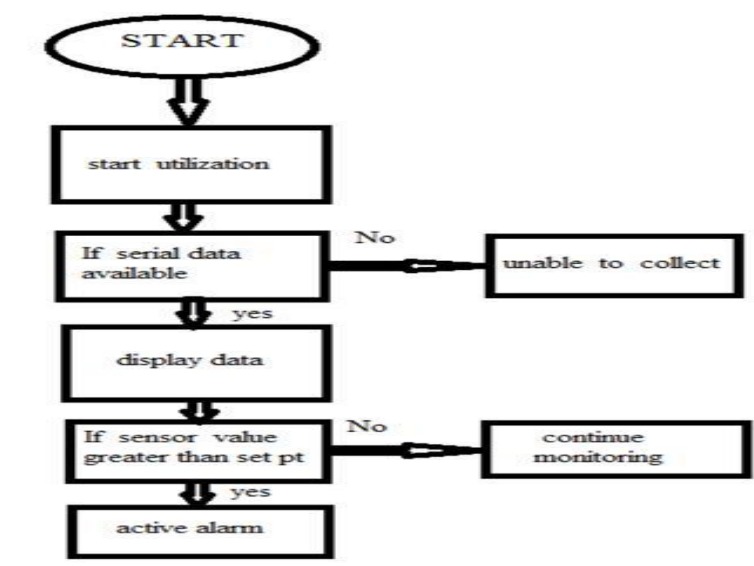 START
start utilization
If serial data
available
No
unable to collect
yes
display data
If sensor value
greater than set pt
No
continue
monitoring
yes
active alarm